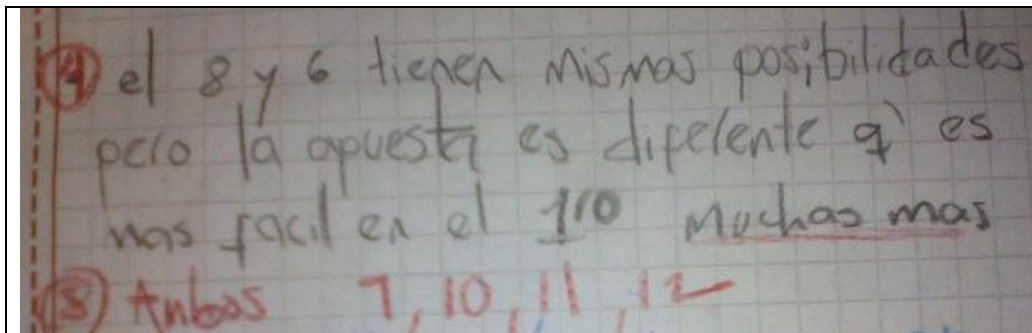 ④ el 8 y 6 tienen mismas posibilidades
pero la apuesta es diferente q' es
mas facil en el 1ro Muchas mas
⑤ Ambos 7, 10, 11, 12